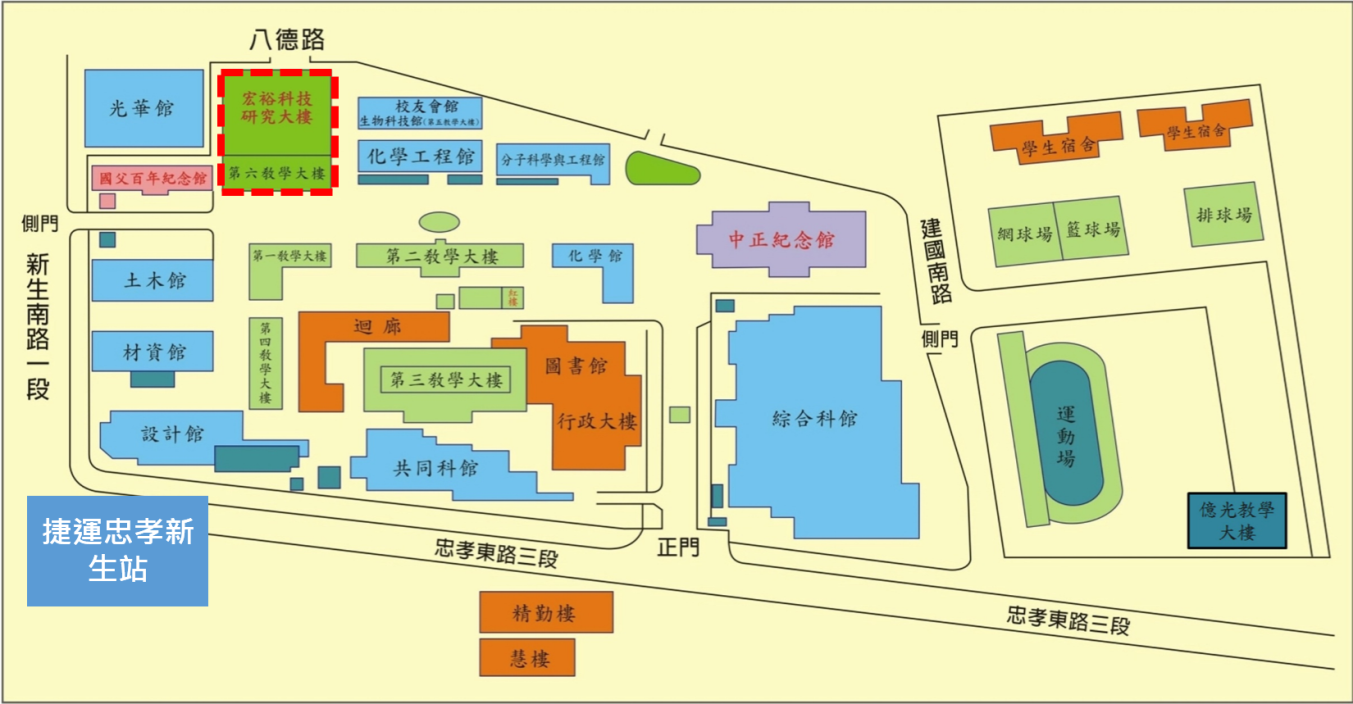 八德路
光華館
宏裕科技
研究大樓
校友會館
生物科技館(第五教學大樓)
化學工程館
分子科學與工程館
第六教學大樓
國父百年紀念館
學生宿舍
學生宿舍
側門
新生南路一段
土木館
第一教學大樓
第二教學大樓
化學館
中正紀念館
建國南路
網球場
籃球場
排球場
紅樓
材資館
第四教學大樓
迴廊
第三教學大樓
圖書館
行政大樓
側門
綜合科館
運動場
設計館
共同科館
億光教學
大樓
捷運忠孝新
生站
忠孝東路三段
正門
精勤樓
慧樓
忠孝東路三段